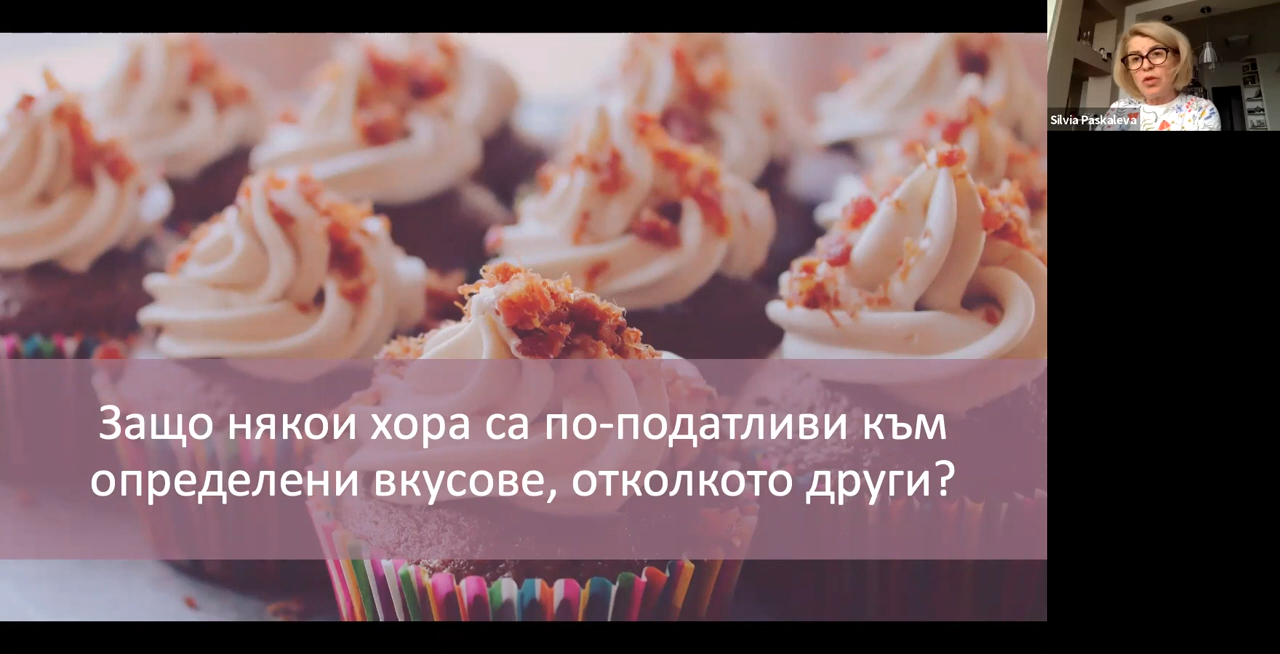 Silvia Paskaleva
Защо някои хора са по-податливи към
определени вкусове, отколкото други?